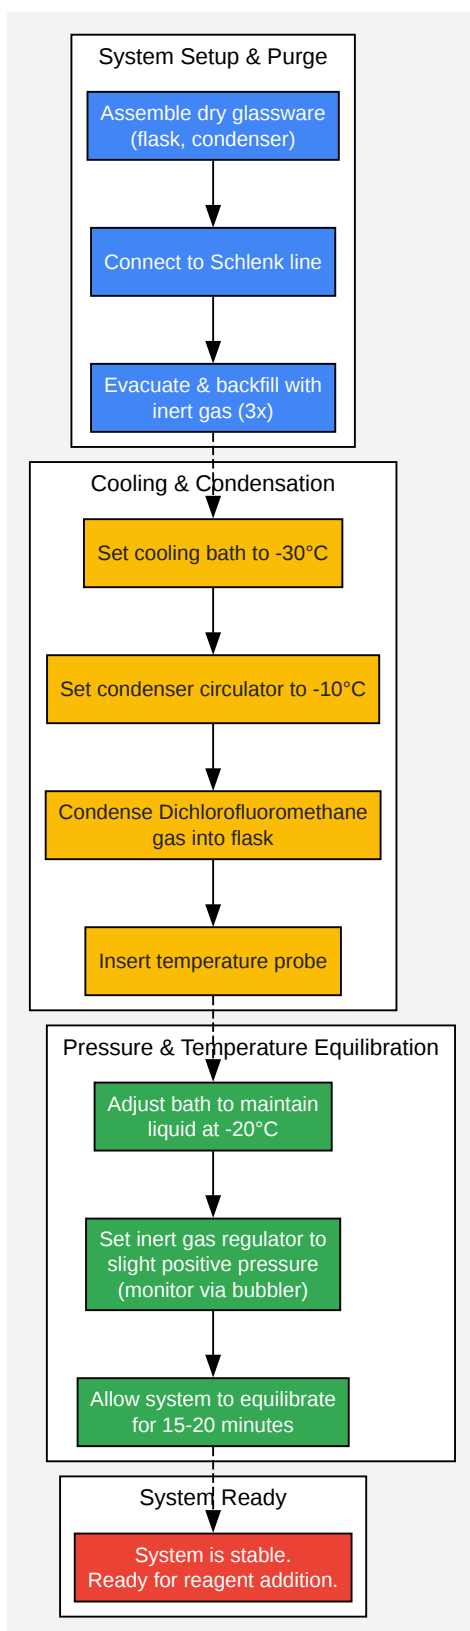 System Setup & Purge
Assemble dry glassware
(flask, condenser)
Connect to Schlenk line
Evacuate & backfill with
inert gas (3x)
Cooling & Condensation
Set cooling bath to -30°C
Set condenser circulator to -10°C
Condense Dichlorofluoromethane
gas into flask
Insert temperature probe
Pressure & Temperature Equilibration
Adjust bath to maintain
liquid at -20°C
Set inert gas regulator to
slight positive pressure
(monitor via bubbler)
Allow system to equilibrate
for 15-20 minutes
System Ready
System is stable.
Ready for reagent addition.